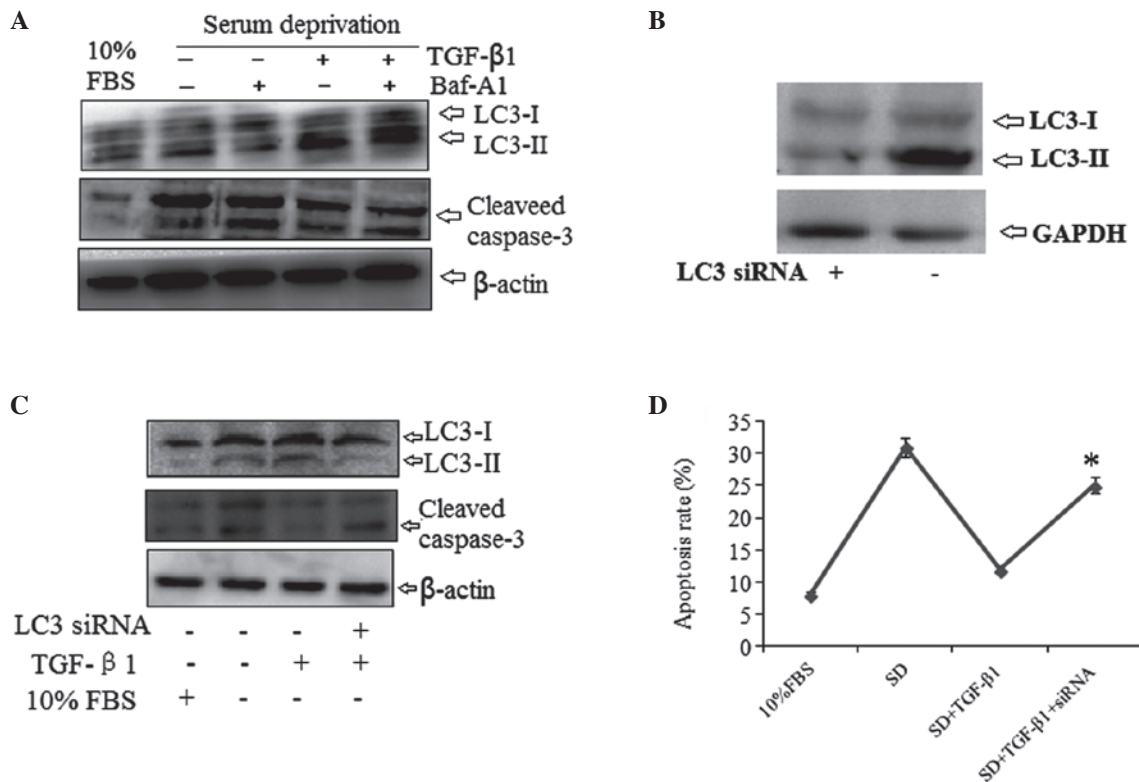 A
Serum deprivation
10%
FBS
– – + + TGF-β1
– + – + Baf-A1
LC3-I
LC3-II
Cleaveed
caspase-3
β-actin
B
LC3-I
LC3-II
GAPDH
LC3 siRNA + -
C
LC3-I
LC3-II
Cleaved
caspase-3
β-actin
LC3 siRNA - - - +
TGF-β1 - - + +
10% FBS + - - -
D
Apoptosis rate (%)
35
30
25
20
15
10
5
0
*
10%FBS
SD
SD+TGF-β1
SD+TGF-β1+siRNA